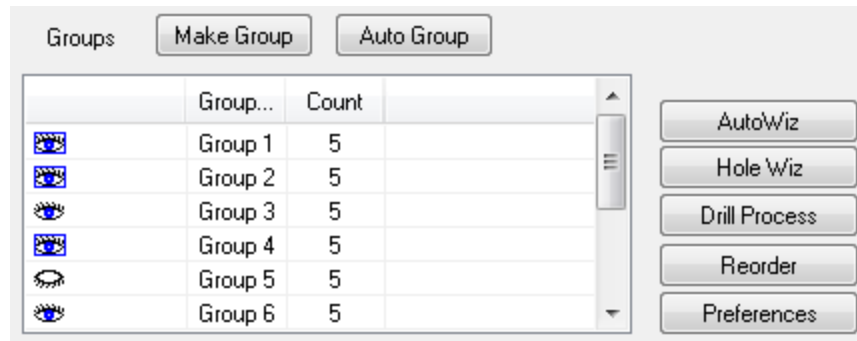 Groups Make Group Auto Group
Group... Count
Group 1 5
Group 2 5
Group 3 5
Group 4 5
Group 5 5
Group 6 5
AutoWiz
Hole Wiz
Drill Process
Reorder
Preferences